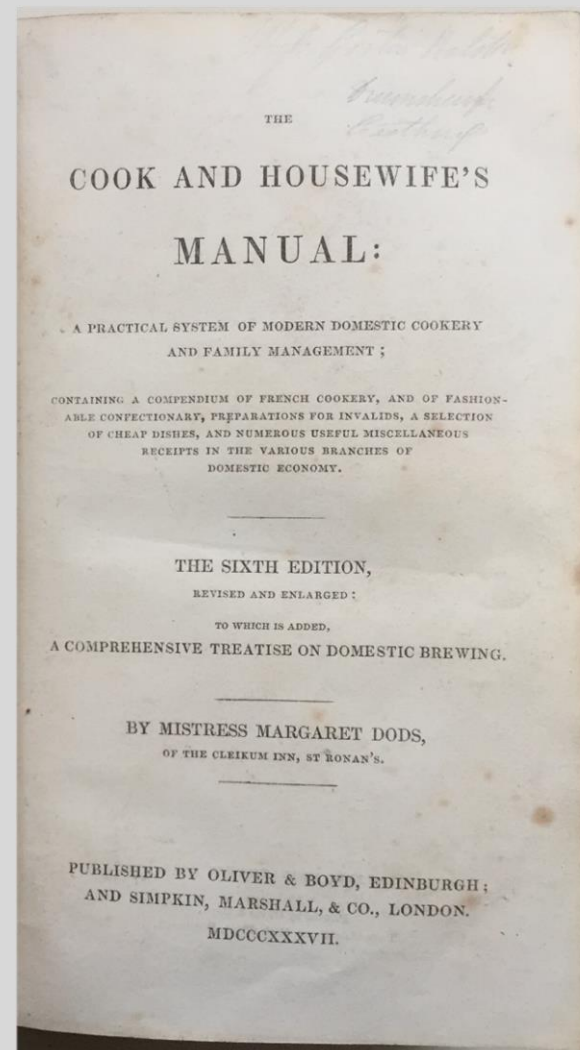 THE
COOK AND HOUSEWIFE'S
MANUAL:
A PRACTICAL SYSTEM OF MODERN DOMESTIC COOKERY
AND FAMILY MANAGEMENT;
CONTAINING A COMPENDIUM OF FRENCH COOKERY, AND OF FASHION-
ABLE CONFECTIONARY, PREPARATIONS FOR INVALIDS, A SELECTION
OF CHEAP DISHES, AND NUMEROUS USEFUL MISCELLANEOUS
RECEIPTS IN THE VARIOUS BRANCHES OF
DOMESTIC ECONOMY.
THE SIXTH EDITION,
REVISED AND ENLARGED:
TO WHICH IS ADDED,
A COMPREHENSIVE TREATISE ON DOMESTIC BREWING.
BY MISTRESS MARGARET DODS,
OF THE CLEIKUM INN, ST RONAN'S.
PUBLISHED BY OLIVER & BOYD, EDINBURGH;
AND SIMPKIN, MARSHALL, & CO., LONDON.
MDCCCXXXVII.